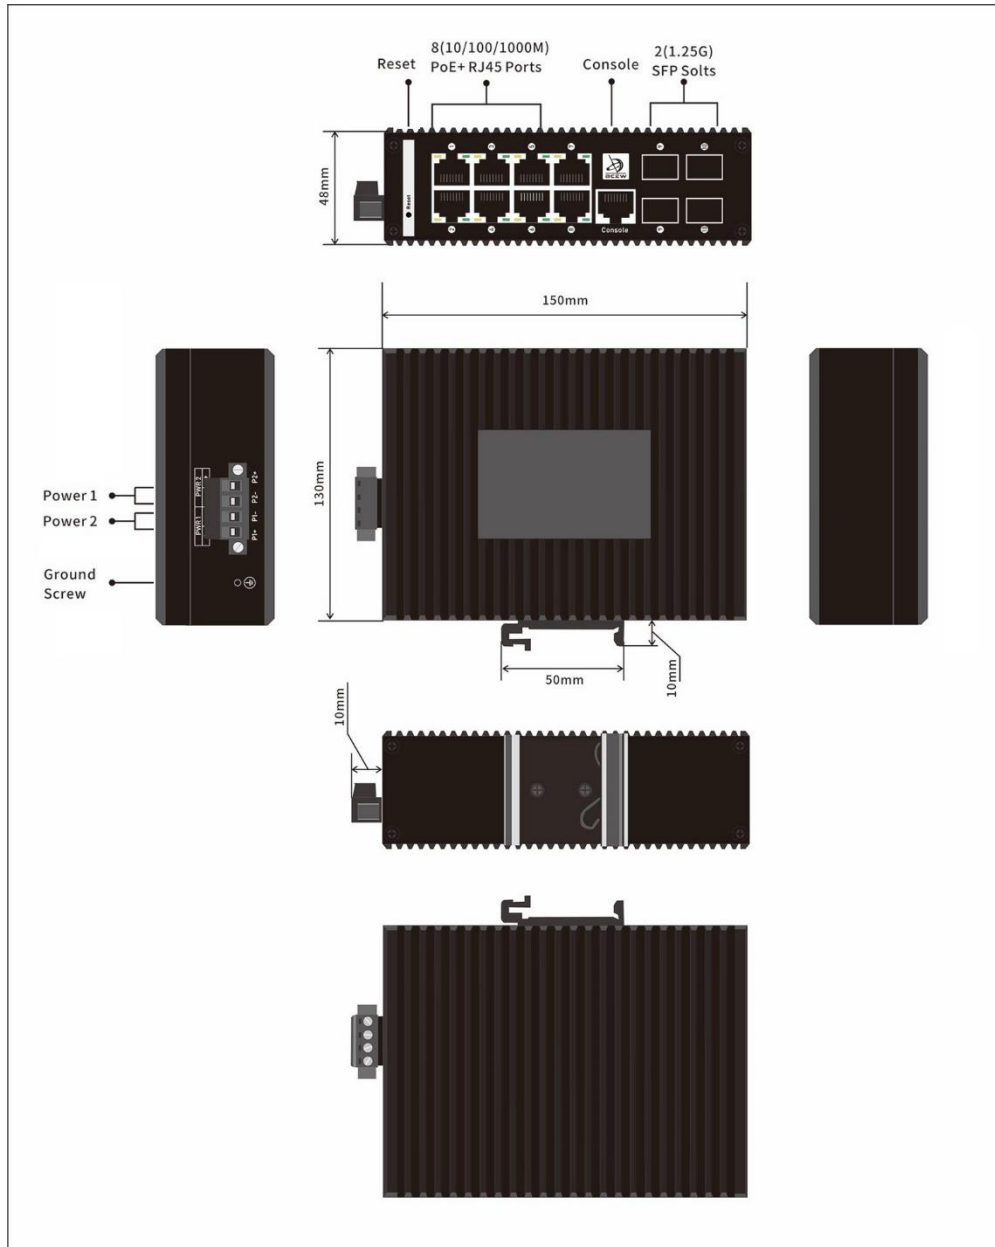 8(10/100/1000M)
PoE+ RJ45 Ports
Reset
Console
2(1.25G)
SFP Solts
48mm
Reset
Console
150mm
130mm
Power 1
Power 2
Ground
Screw
PWR 2
PWR 1
P2+
P2-
P1-
P1+
50mm
10mm
10mm